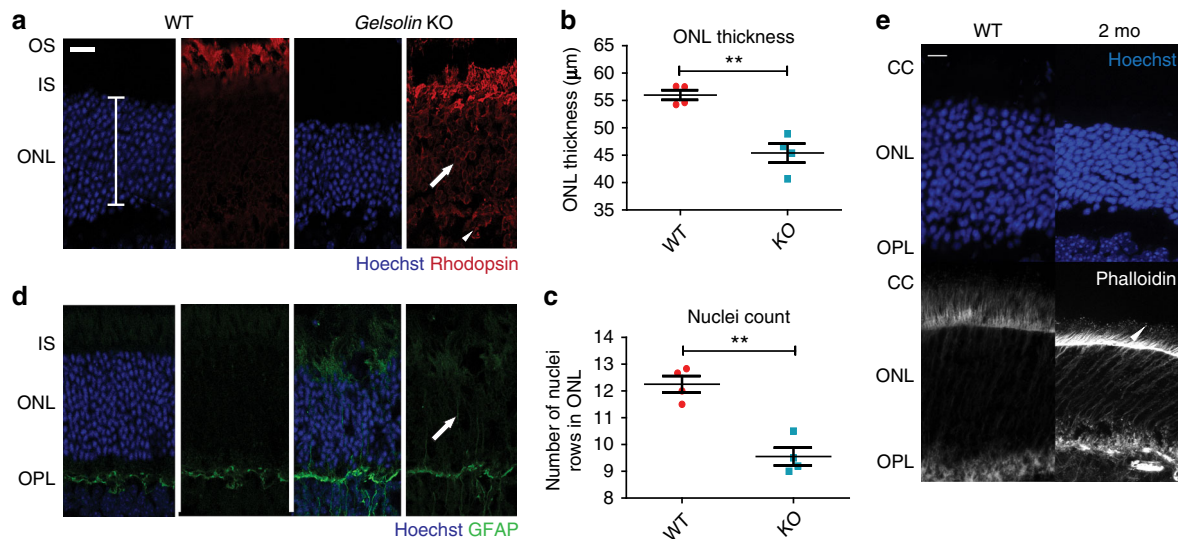 a
WT
Gelsolin KO
OS
IS
ONL
Hoechst Rhodopsin
b
ONL thickness
**
ONL thickness (μm)
65
60
55
50
45
40
35
WT
KO
c
Nuclei count
**
Number of nuclei
rows in ONL
14
13
12
11
10
9
8
WT
KO
d
IS
ONL
OPL
Hoechst GFAP
e
WT
2 mo
CC
Hoechst
ONL
OPL
CC
Phalloidin
ONL
OPL